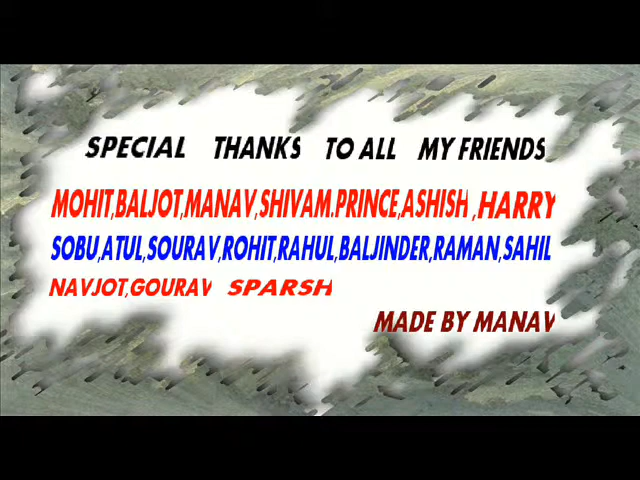 SPECIAL THANKS TO ALL MY FRIENDS
MOHIT,BALJOT,MANAV,SHIVAM.PRINCE,ASHISH ,HARRY
SOBU,ATUL,SOURAV,ROHIT,RAHUL,BALJINDER,RAMAN,SAHIL
NAVJOT,GOURAV SPARSH
MADE BY MANAV